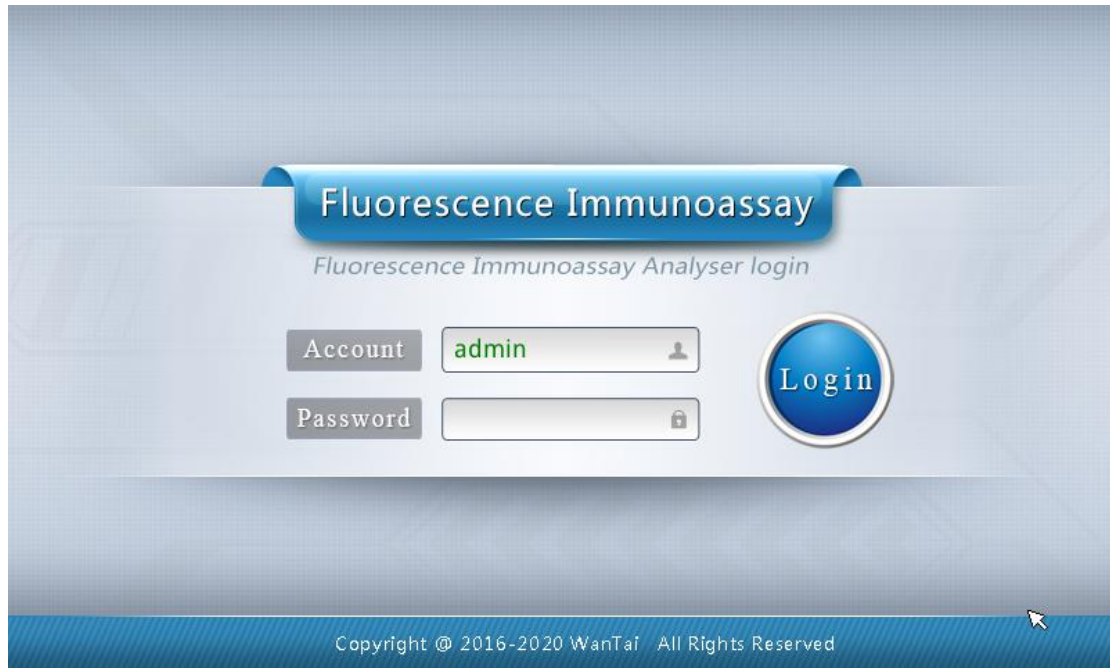 Fluorescence Immunoassay
Fluorescence Immunoassay Analyser login
Account admin
Login
Password
Copyright @ 2016-2020 WanTai All Rights Reserved